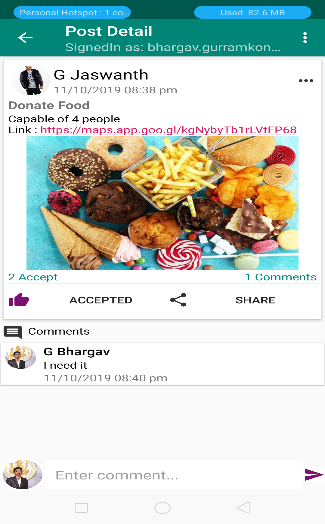 Personal Hotspot : 1 co..
Used 82.6 MB
Post Detail
SignedIn as: bhargav.gurramkon...
G Jaswanth
11/10/2019 08:38 pm
Donate Food
Capable of 4 people
Link : https://maps.app.goo.gl/kgNybyTb1rLVtFP68
2 Accept
1 Comments
ACCEPTED
SHARE
Comments
G Bhargav
I need it
11/10/2019 08:40 pm
Enter comment...